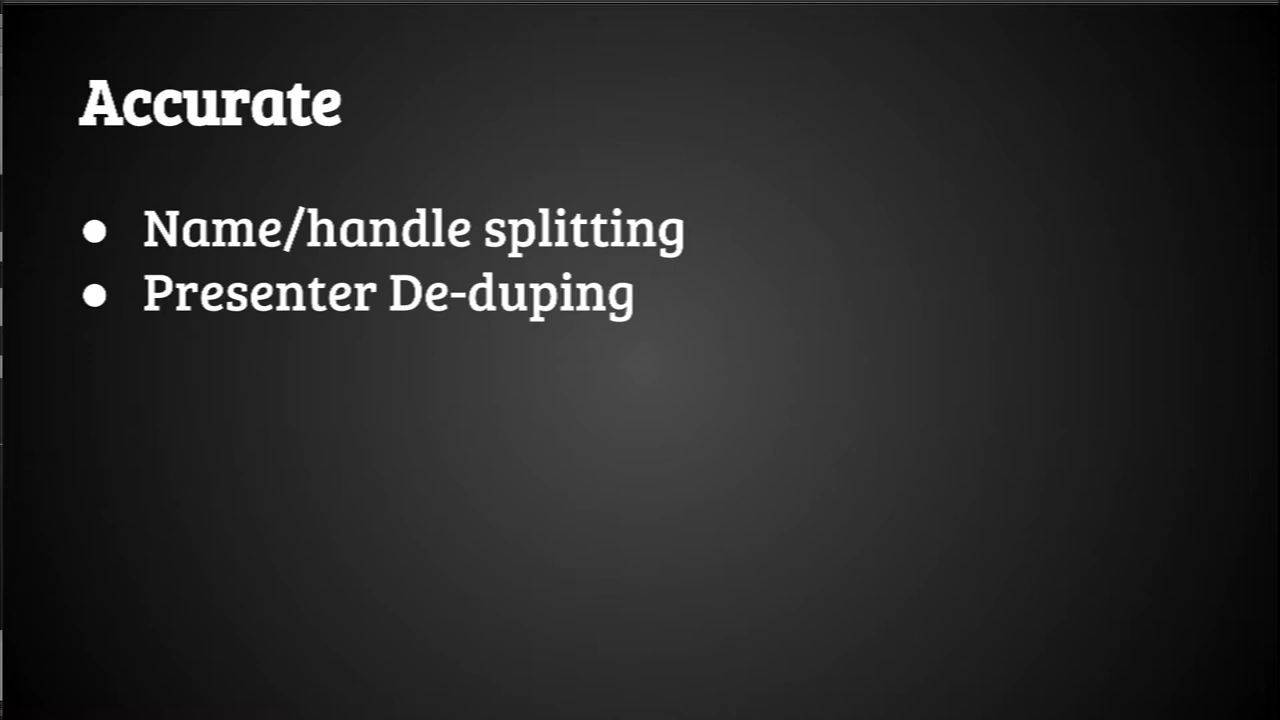 Accurate
● Name/handle splitting
● Presenter De-duping